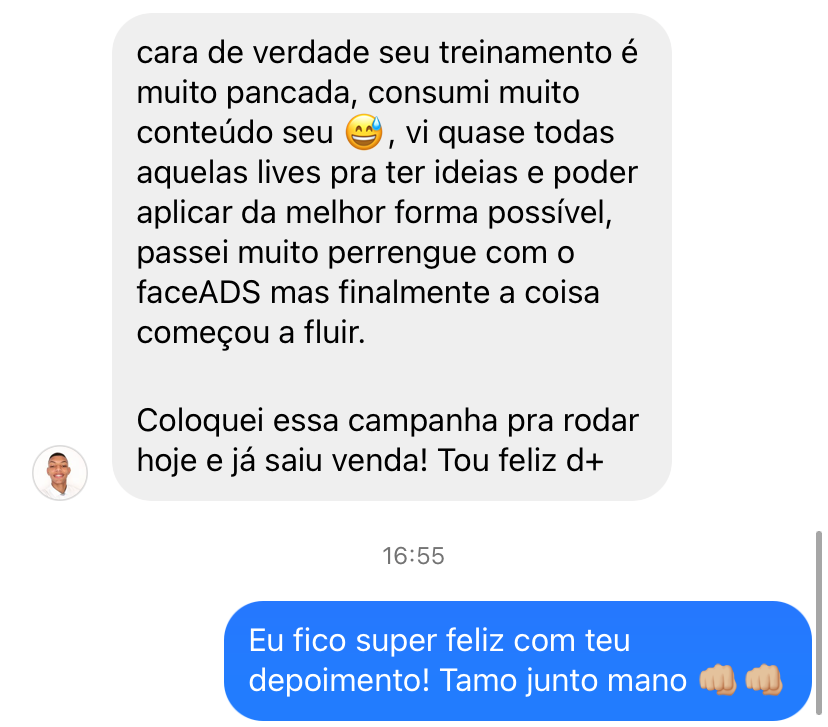 cara de verdade seu treinamento é
muito pancada, consumi muito
conteúdo seu 😅, vi quase todas
aquelas lives pra ter ideias e poder
aplicar da melhor forma possível,
passei muito perrengue com o
faceADS mas finalmente a coisa
começou a fluir.
Coloquei essa campanha pra rodar
hoje e já saiu venda! Tou feliz d+
16:55
Eu fico super feliz com teu
depoimento! Tamo junto mano 👊🏼👊🏼